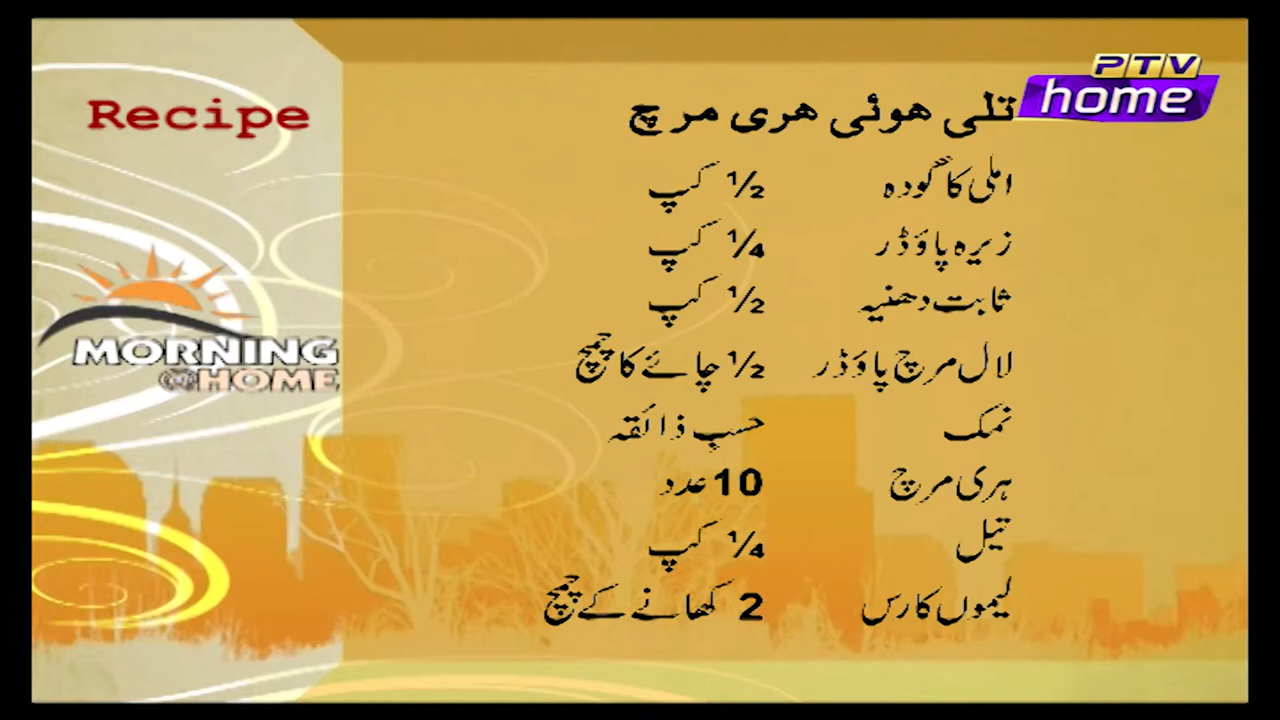 PTV
home
Recipe
تلی ھوئی ھری مرچ
املی کا گودہ ½ کپ
زیرہ پاؤڈر ¼ کپ
ثابت دھنیہ ½ کپ
لال مرچ پاؤڈر ½ چائے کا چمچ
نمک حسب ذائقہ
ہری مرچ 10 عدد
تیل ¼ کپ
لیموں کا رس 2 کھانے کے چمچ
MORNING
@HOME